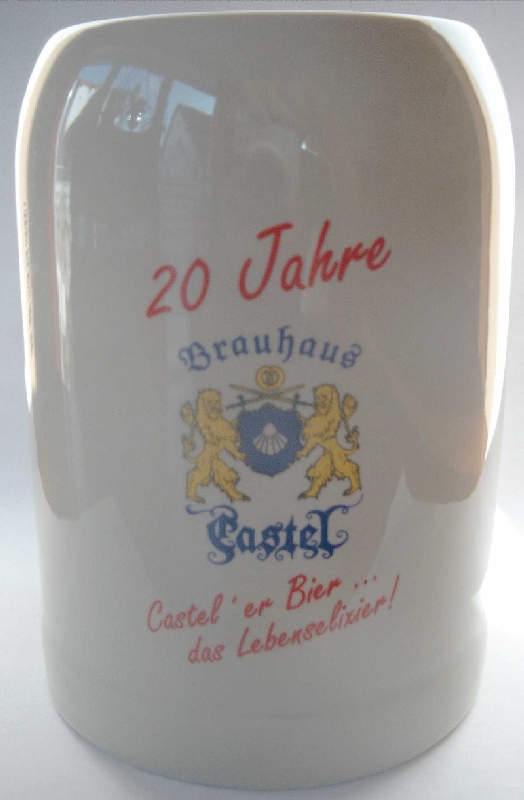 20 Jahre
Brauhaus
Castel
Castel 'er Bier ...
das Lebenselixier!